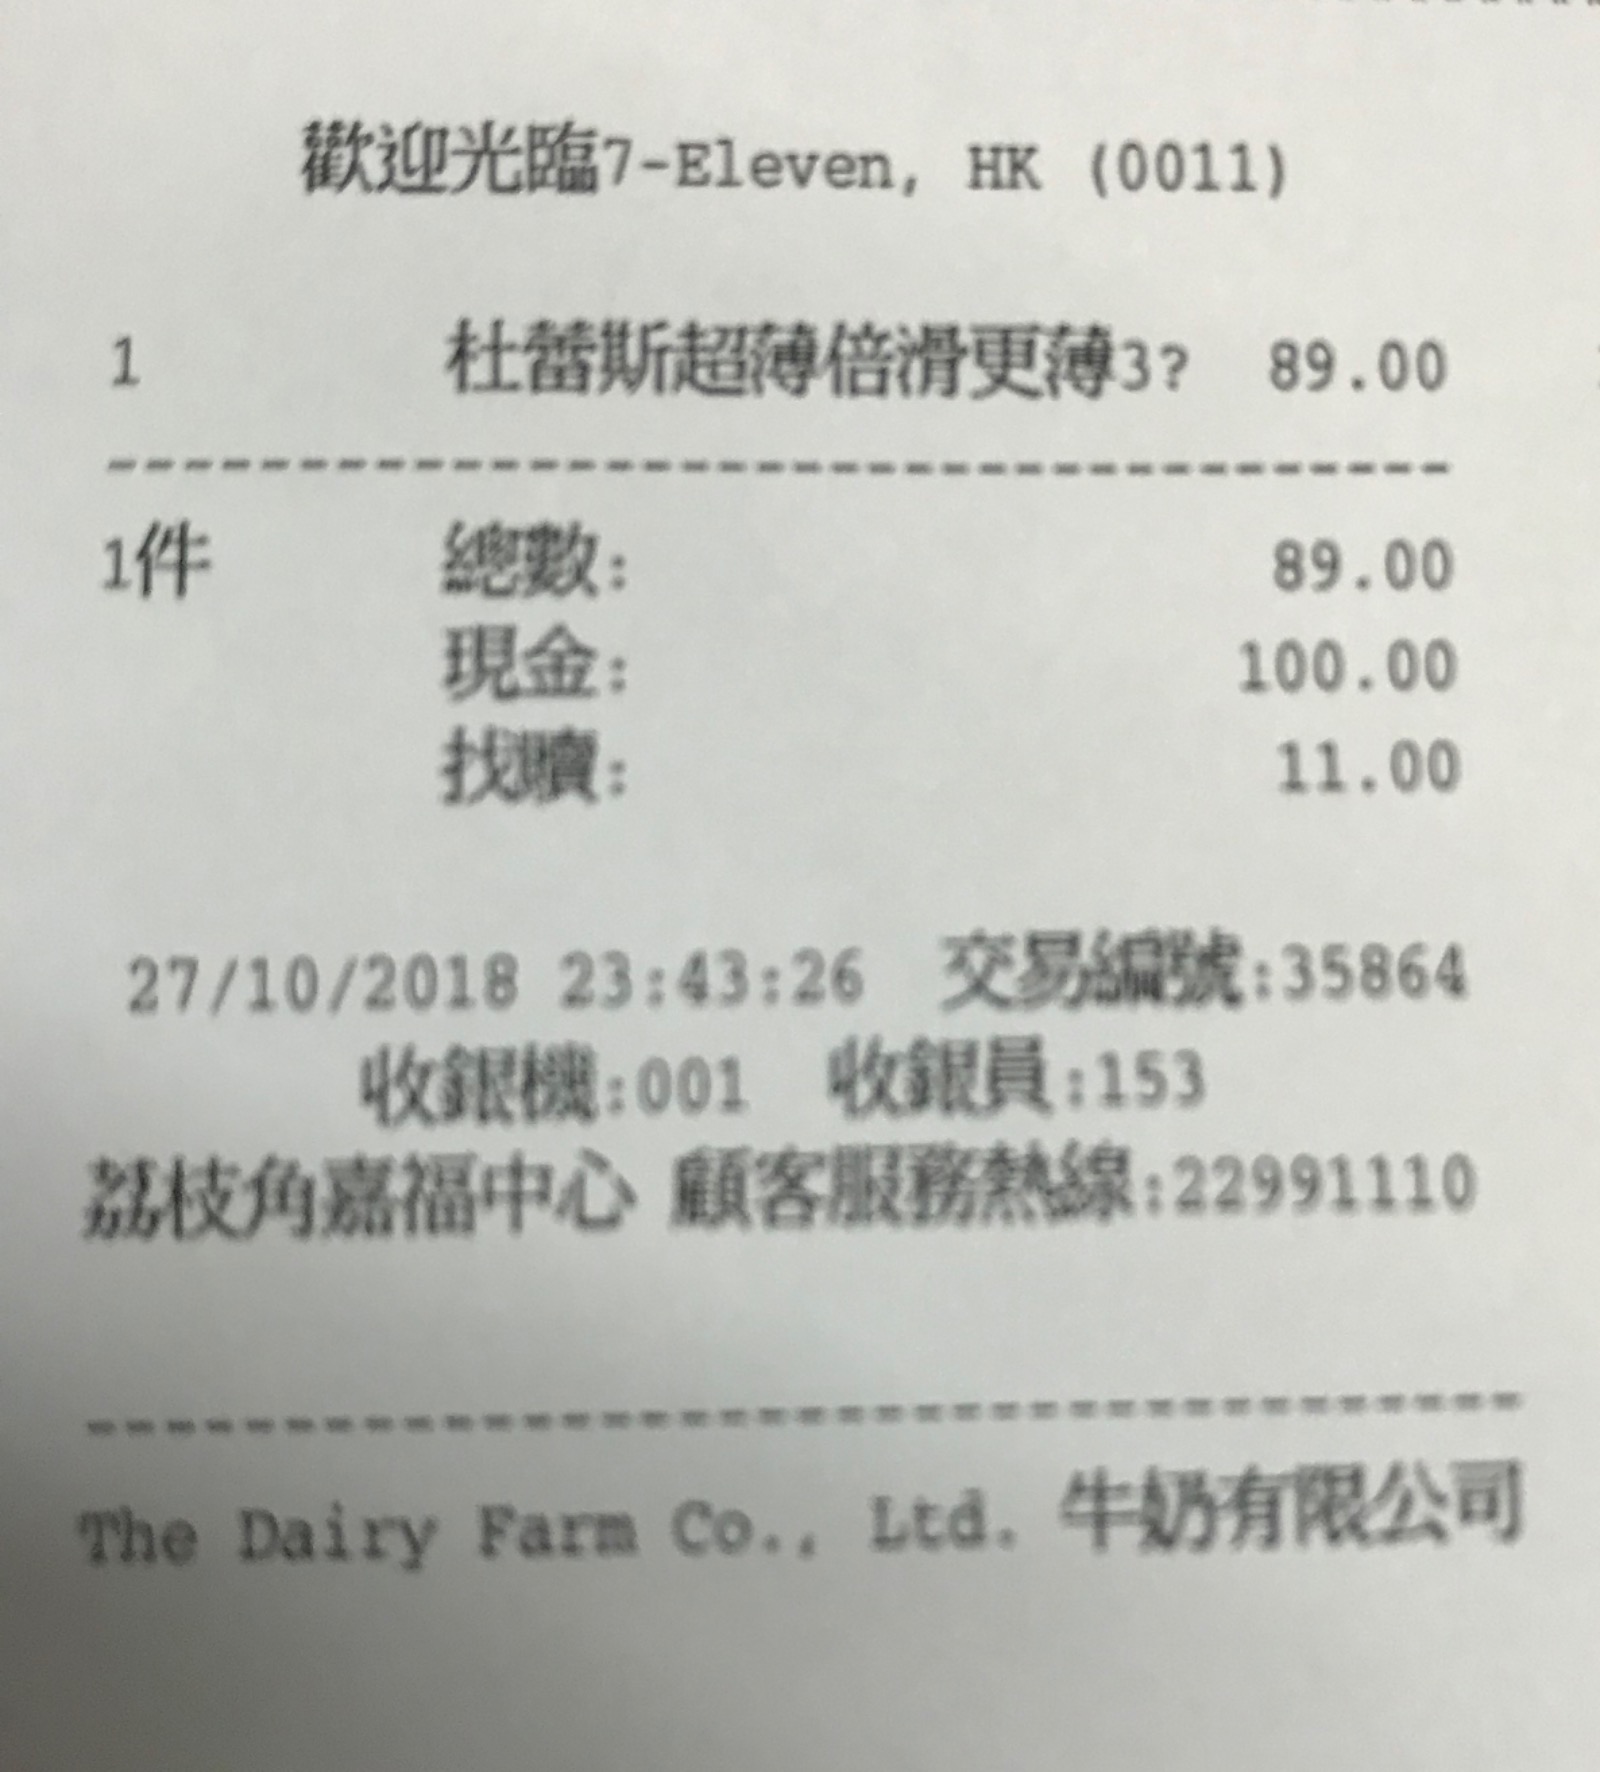 歡迎光臨7-Eleven, HK (0011)
1 杜蕾斯超薄倍滑更薄3? 89.00
1件 總數: 89.00
現金: 100.00
找贖: 11.00
27/10/2018 23:43:26 交易編號:35864
收銀機:001 收銀員:153
荔枝角嘉福中心 顧客服務熱線:22991110
The Dairy Farm Co., Ltd. 牛奶有限公司